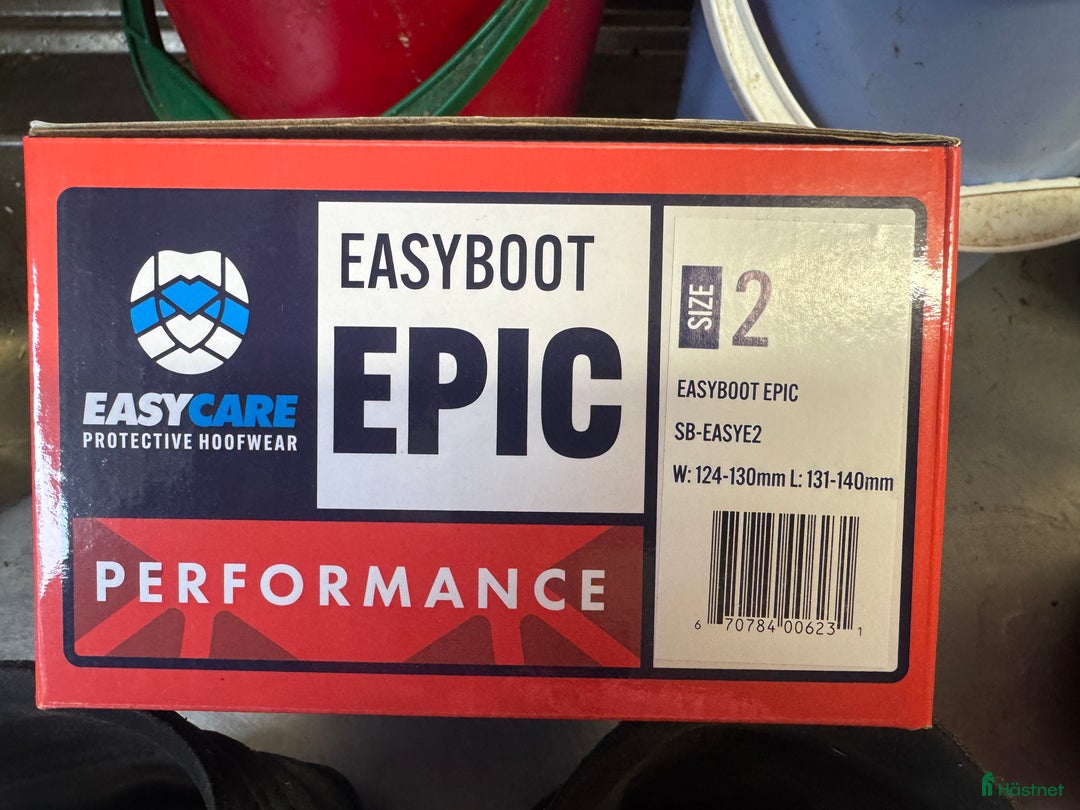 EASYCARE
PROTECTIVE HOOFWEAR
EASYBOOT
EPIC
PERFORMANCE
SIZE 2
EASYBOOT EPIC
SB-EASYE2
W: 124-130mm L: 131-140mm
6 70784 00623 1
Hästnet